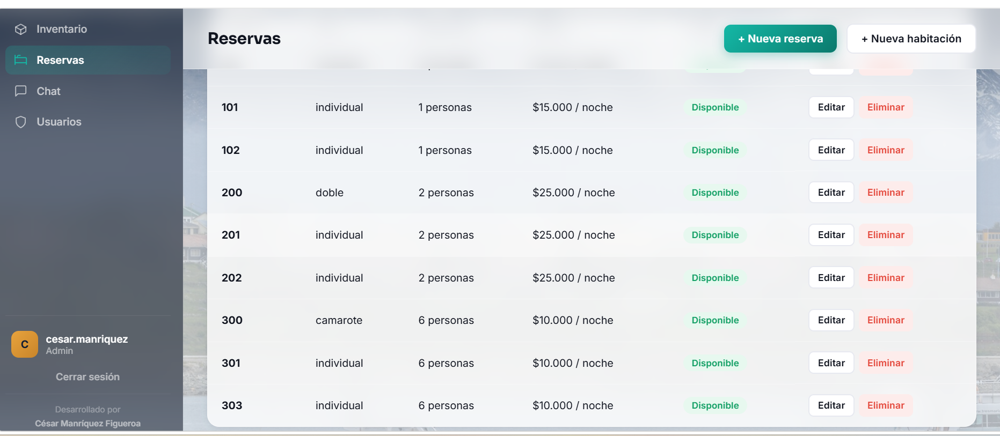 Inventario
Reservas
Chat
Usuarios
cesar.manriquez
Admin
Cerrar sesión
Desarrollado por
César Manríquez Figueroa
Reservas
+ Nueva reserva
+ Nueva habitación
101 individual 1 personas $15.000 / noche Disponible Editar Eliminar
102 individual 1 personas $15.000 / noche Disponible Editar Eliminar
200 doble 2 personas $25.000 / noche Disponible Editar Eliminar
201 individual 2 personas $25.000 / noche Disponible Editar Eliminar
202 individual 2 personas $25.000 / noche Disponible Editar Eliminar
300 camarote 6 personas $10.000 / noche Disponible Editar Eliminar
301 individual 6 personas $10.000 / noche Disponible Editar Eliminar
303 individual 6 personas $10.000 / noche Disponible Editar Eliminar